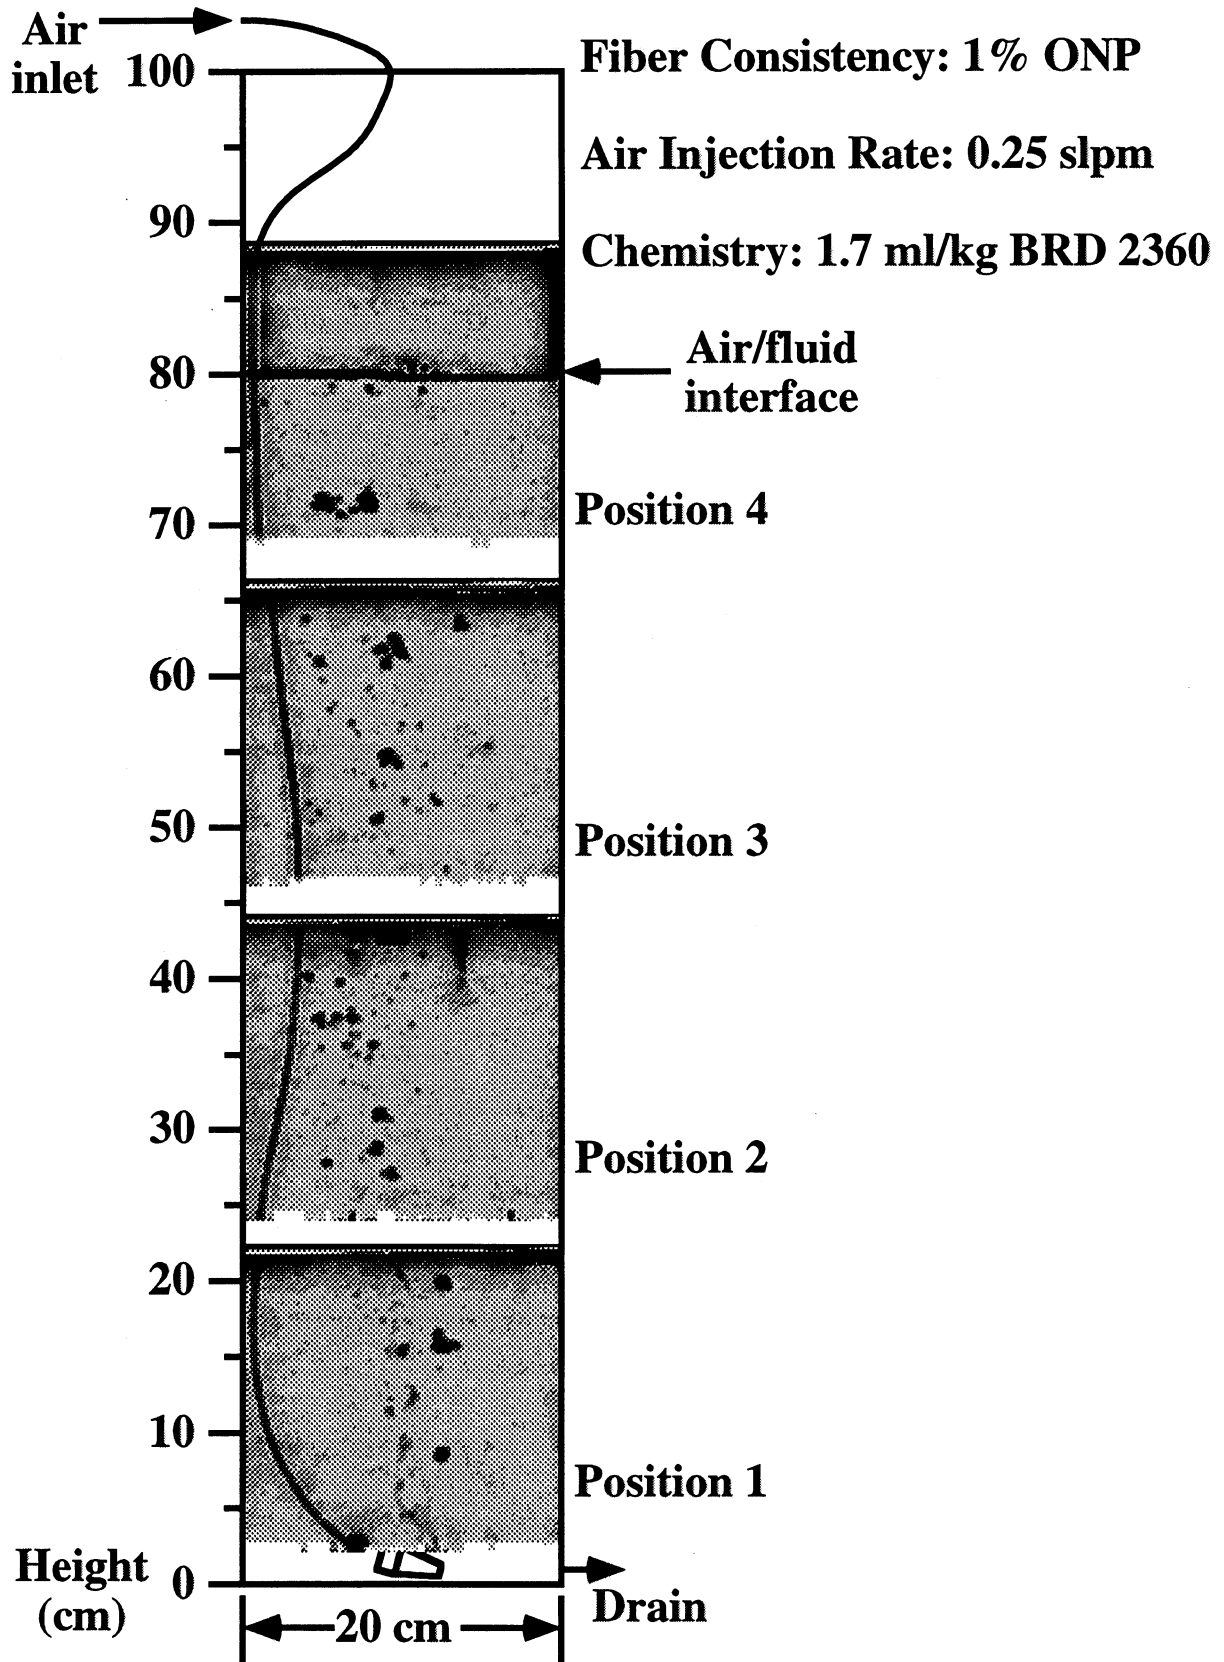 Air
inlet
100
Fiber Consistency: 1% ONP
Air Injection Rate: 0.25 slpm
90
Chemistry: 1.7 ml/kg BRD 2360
80
Air/fluid
interface
70
Position 4
60
50
Position 3
40
30
Position 2
20
10
Position 1
Height
(cm)
0
Drain
20 cm